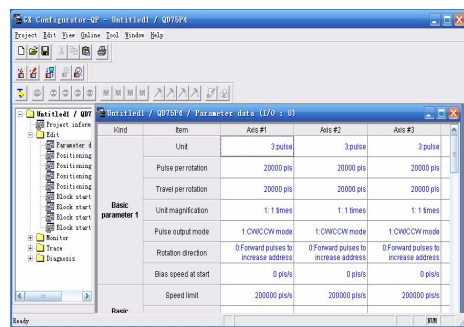 GX Configurator-QP - Untitled1 / QD75P4
Project Edit View Online Tool Window Help
Untitled1 / QD7
Project inform
Edit
Parameter d
Positioning
Positioning
Positioning
Positioning
Block start
Block start
Block start
Block start
Monitor
Trace
Diagnosis
Untitled1 / QD75P4 / Parameter data (I/O : 0)
Kind Item Axis #1 Axis #2 Axis #3
Unit 3:pulse 3:pulse 3:pulse
Pulse per rotation 20000 pls 20000 pls 20000 pls
Travel per rotation 20000 pls 20000 pls 20000 pls
Basic parameter 1
Unit magnification 1: 1 times 1: 1 times 1: 1 times
Pulse output mode 1:CW/CCW mode 1:CW/CCW mode 1:CW/CCW mode
Rotation direction 0:Forward pulses to increase address 0:Forward pulses to increase address 0:Forward pulses to increase address
Bias speed at start 0 pls/s 0 pls/s 0 pls/s
Speed limit 200000 pls/s 200000 pls/s 200000 pls/s
Basic
Ready NUM